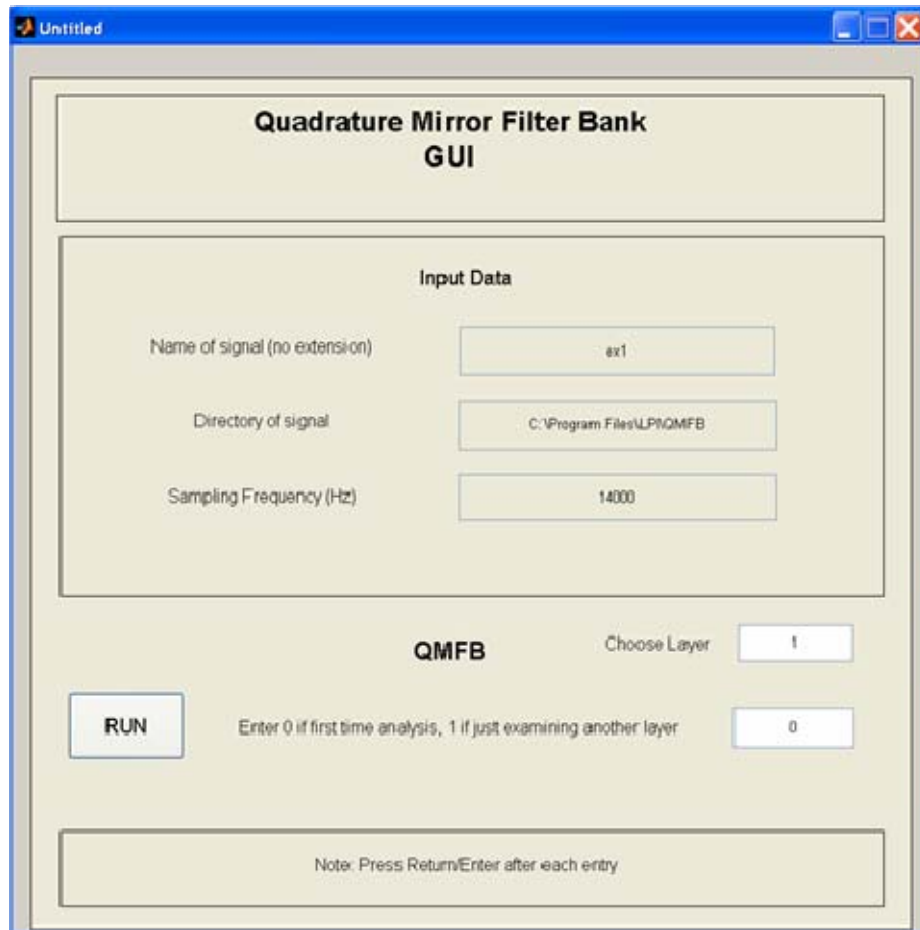 Untitled
Quadrature Mirror Filter Bank
GUI
Input Data
Name of signal (no extension)
ex1
Directory of signal
C:\Program Files\LPI\QMFB
Sampling Frequency (Hz)
14000
QMFB
Choose Layer
1
RUN
Enter 0 if first time analysis, 1 if just examining another layer
0
Note: Press Return/Enter after each entry